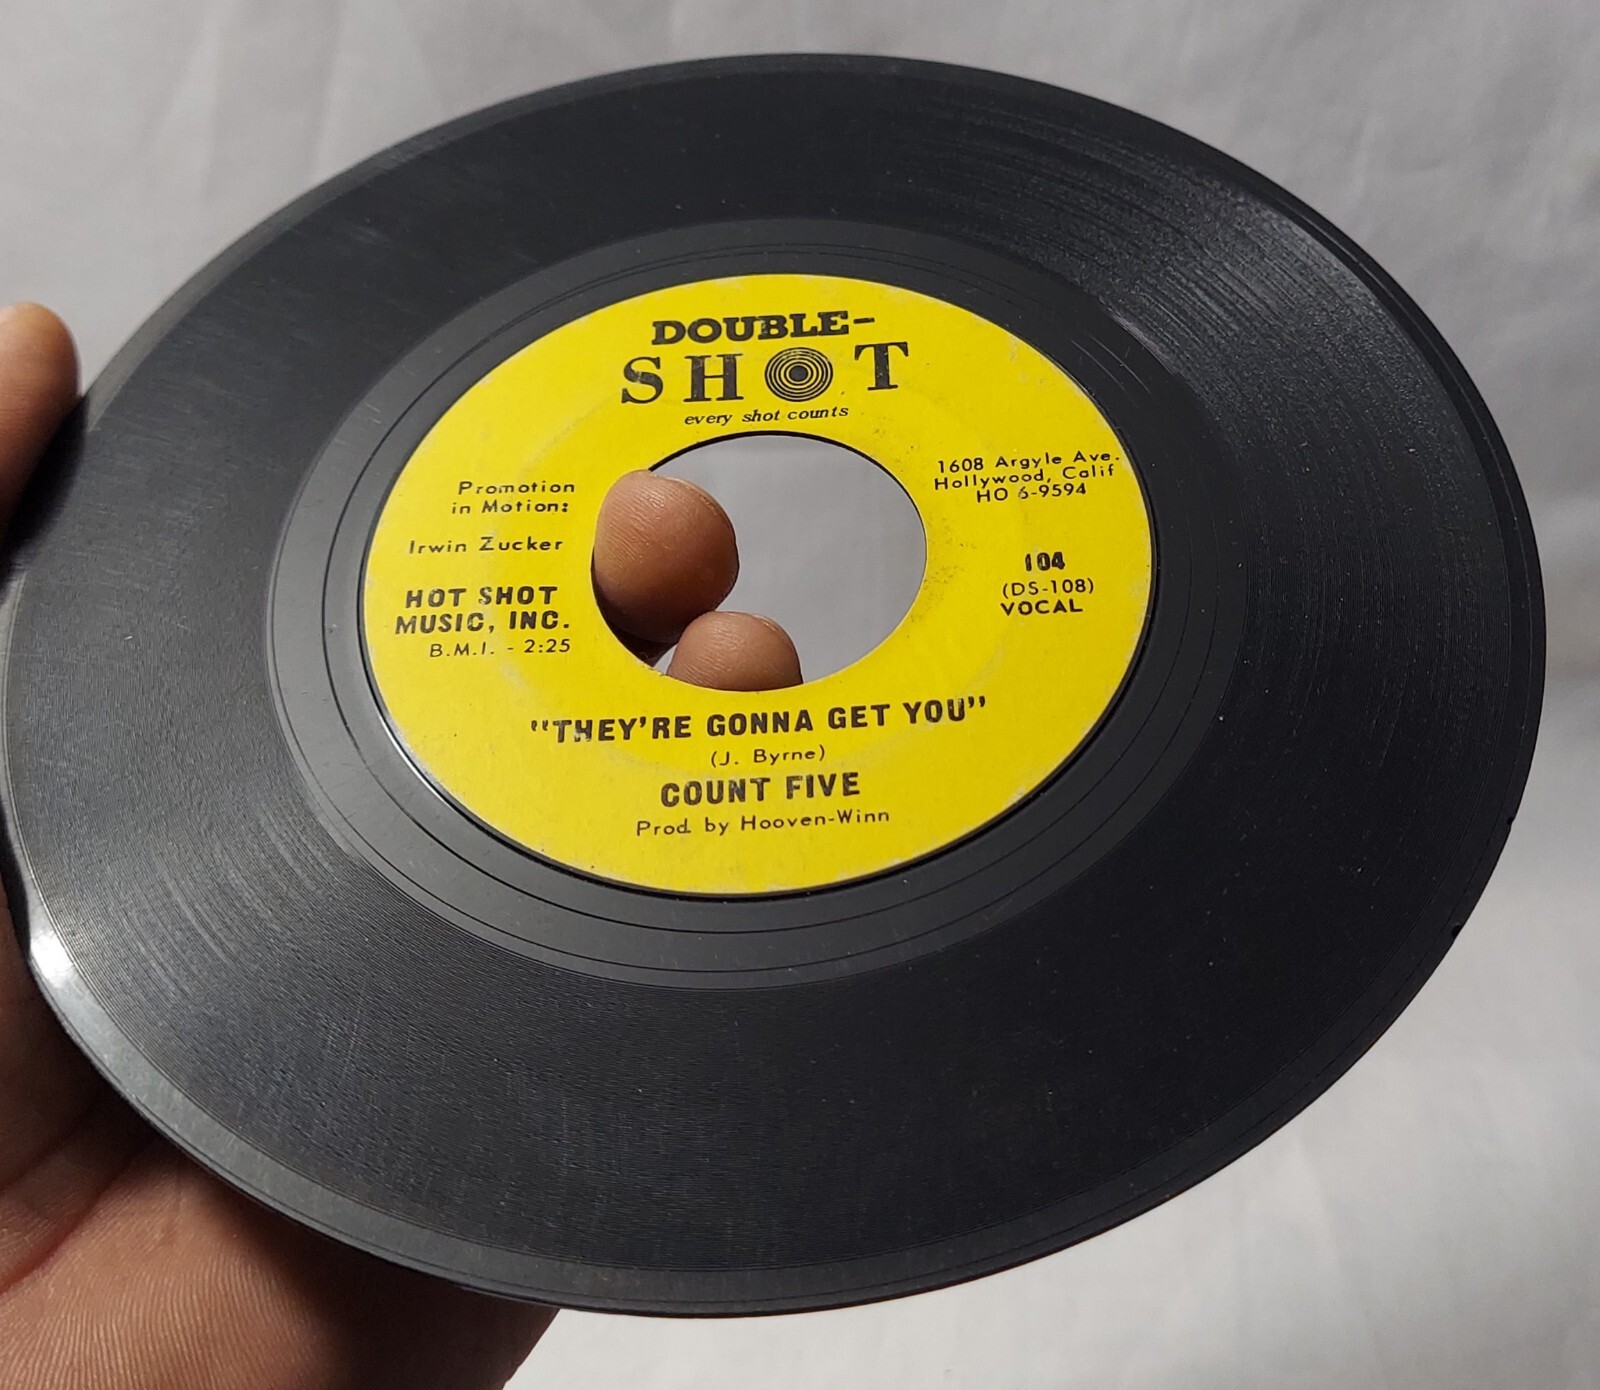 DOUBLE-
SHOT
every shot counts
1608 Argyle Ave.
Hollywood, Calif
HO 6-9594
Promotion
in Motion:
Irwin Zucker
HOT SHOT
MUSIC, INC.
B.M.I. - 2:25
104
(DS-108)
VOCAL
"THEY'RE GONNA GET YOU"
(J. Byrne)
COUNT FIVE
Prod. by Hooven-Winn